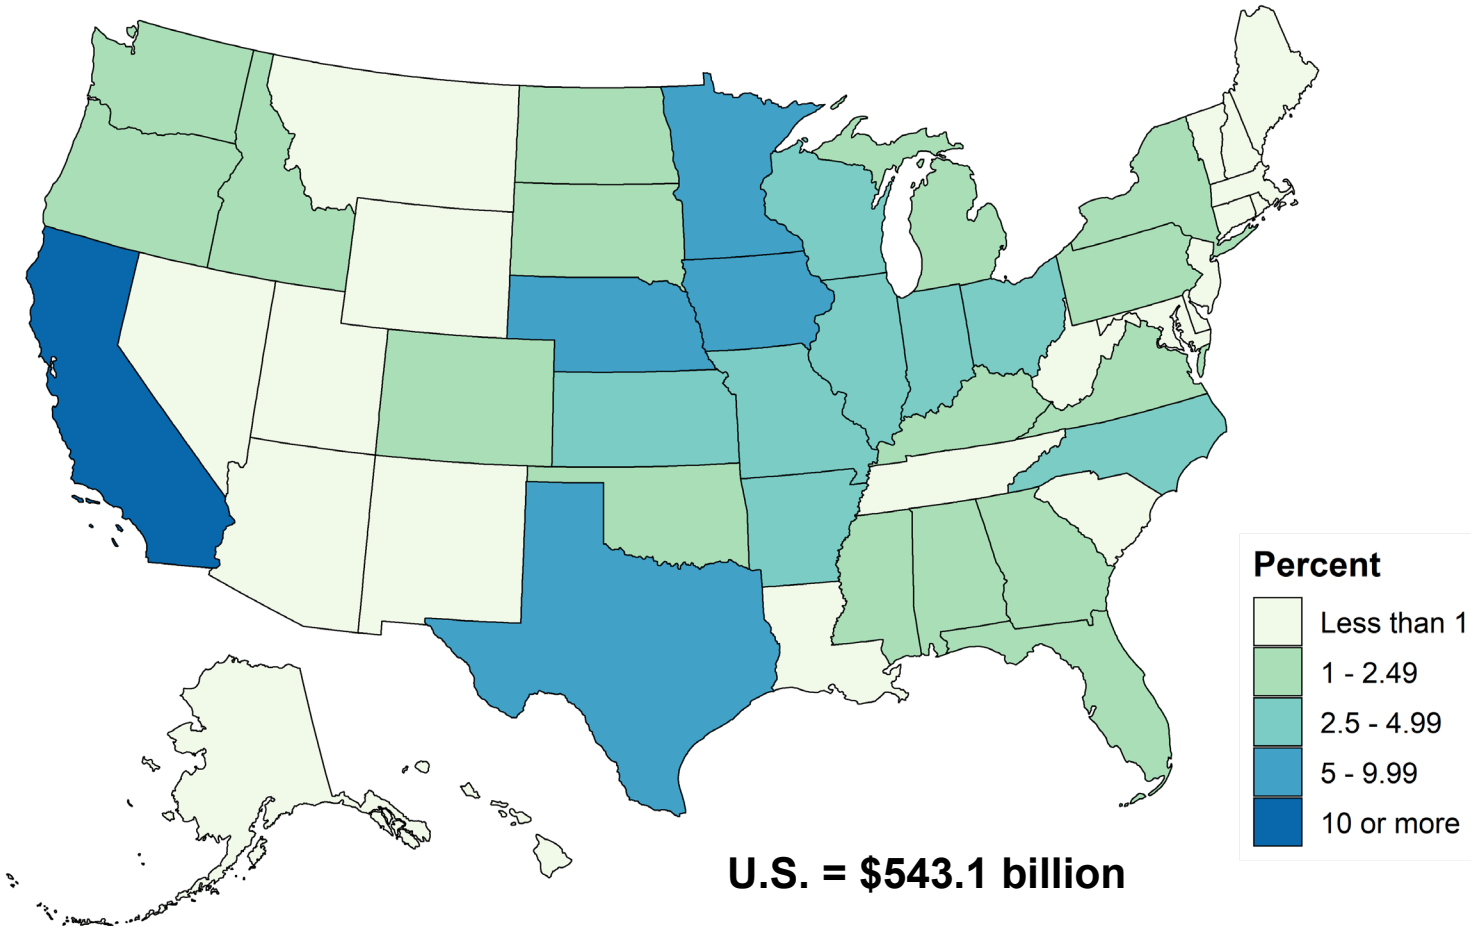 Percent
Less than 1
1 - 2.49
2.5 - 4.99
5 - 9.99
10 or more
U.S. = $543.1 billion